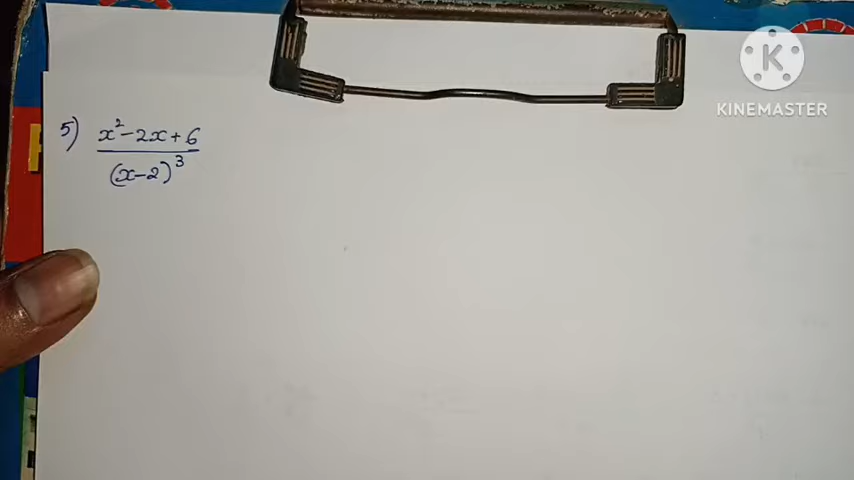 5) x² - 2x + 6
(x - 2)³
K
KINEMASTER